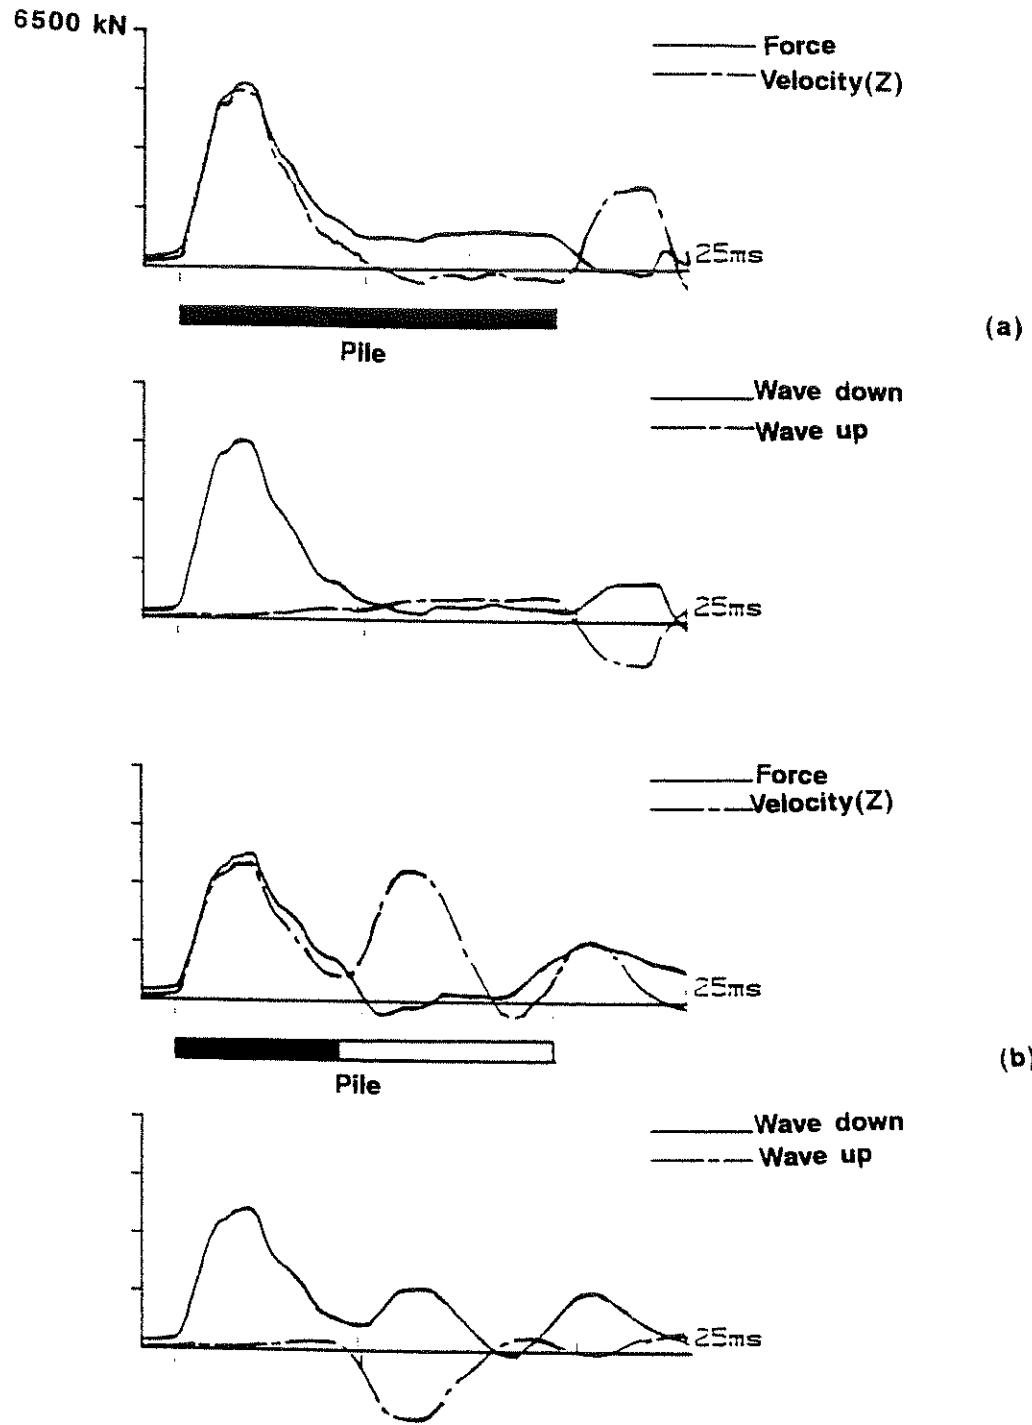 6500 kN
Force
Velocity(Z)
25ms
Pile
(a)
Wave down
Wave up
25ms
Force
Velocity(Z)
25ms
Pile
(b)
Wave down
Wave up
25ms